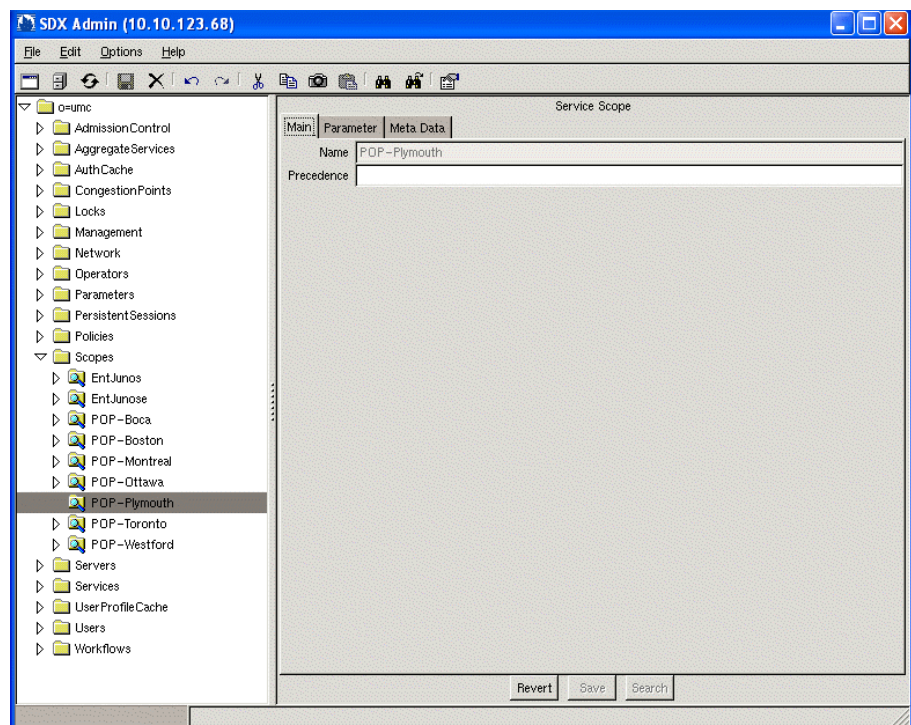 SDX Admin (10.10.123.68)
File Edit Options Help
o=umc
AdmissionControl
AggregateServices
AuthCache
CongestionPoints
Locks
Management
Network
Operators
Parameters
PersistentSessions
Policies
Scopes
EntJunos
EntJunose
POP-Boca
POP-Boston
POP-Montreal
POP-Ottawa
POP-Plymouth
POP-Toronto
POP-Westford
Servers
Services
UserProfileCache
Users
Workflows
Service Scope
Main Parameter Meta Data
Name POP-Plymouth
Precedence
Revert Save Search